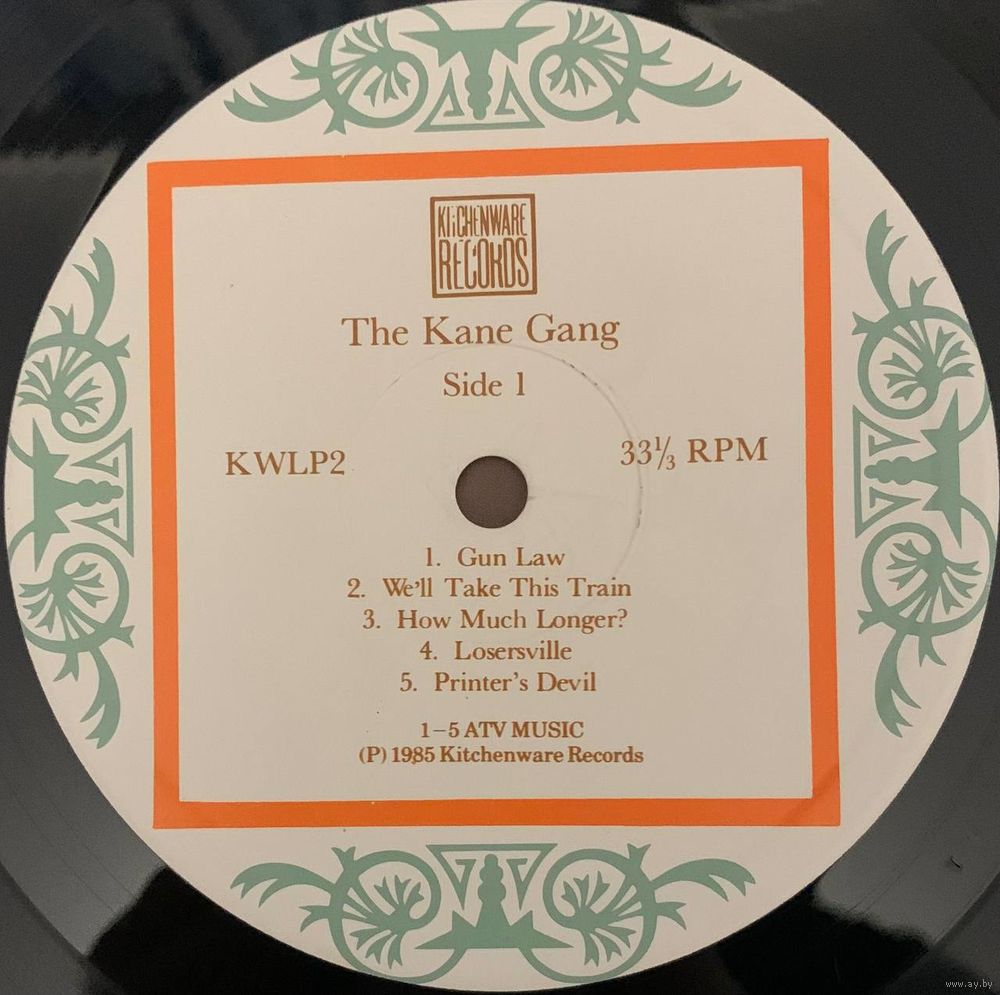 KITCHENWARE
RECORDS
The Kane Gang
Side 1
KWLP2
33⅓ RPM
1. Gun Law
2. We'll Take This Train
3. How Much Longer?
4. Losersville
5. Printer's Devil
1-5 ATV MUSIC
(P) 1985 Kitchenware Records
www.ay.by